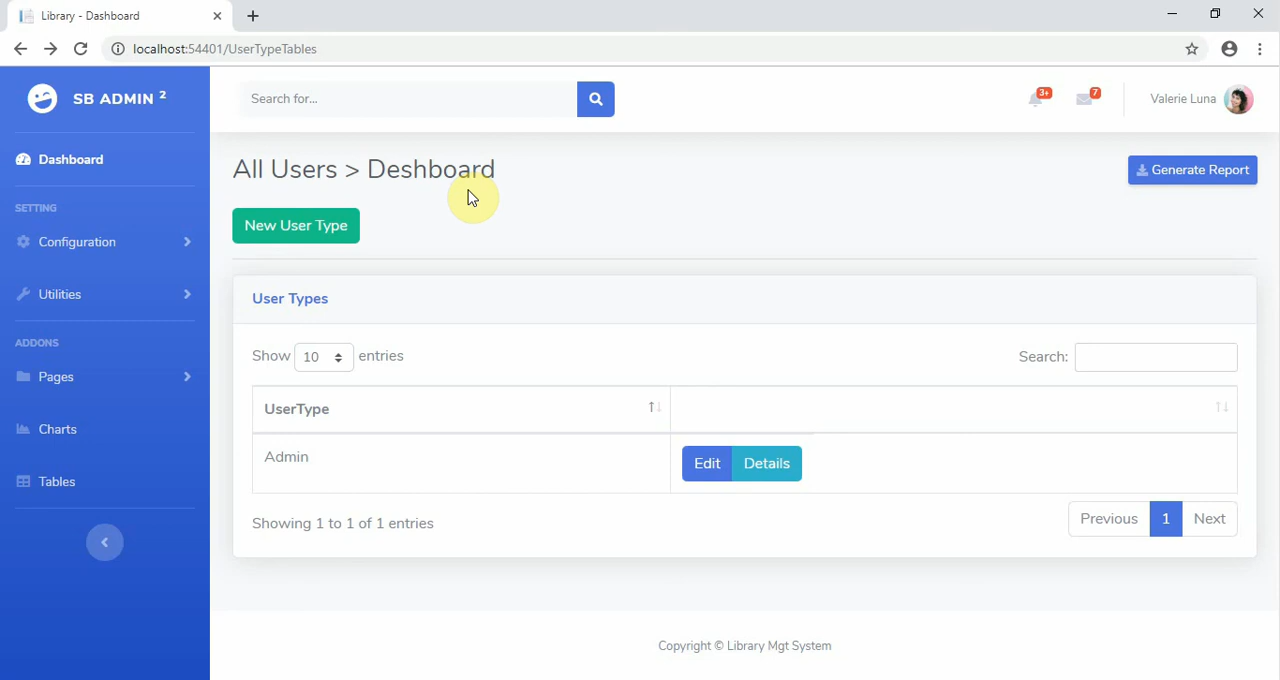 Library - Dashboard
localhost:54401/UserTypeTables
SB ADMIN 2
Search for...
3+
7
Valerie Luna
Dashboard
SETTING
Configuration
Utilities
ADDONS
Pages
Charts
Tables
All Users > Deshboard
Generate Report
New User Type
User Types
Show 10 entries
Search:
UserType
Admin
Edit
Details
Showing 1 to 1 of 1 entries
Previous
1
Next
Copyright © Library Mgt System